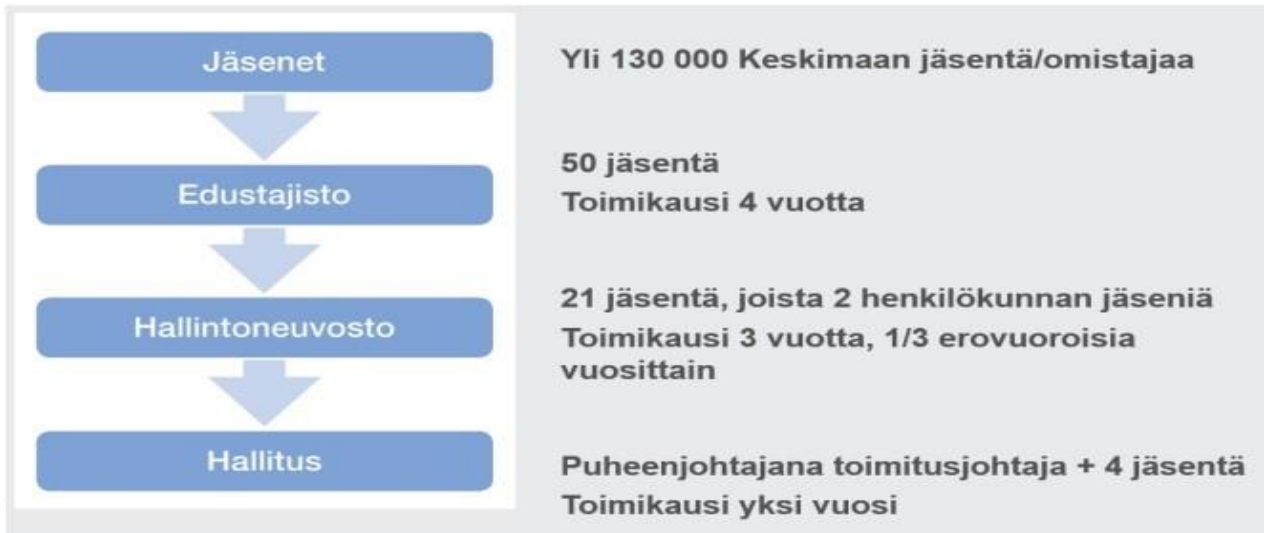 Jäsenet
Yli 130 000 Keskimaan jäsentä/omistajaa
Edustajisto
50 jäsentä
Toimikausi 4 vuotta
Hallintoneuvosto
21 jäsentä, joista 2 henkilökunnan jäseniä
Toimikausi 3 vuotta, 1/3 erovuoroisia
vuosittain
Hallitus
Puheenjohtajana toimitusjohtaja + 4 jäsentä
Toimikausi yksi vuosi